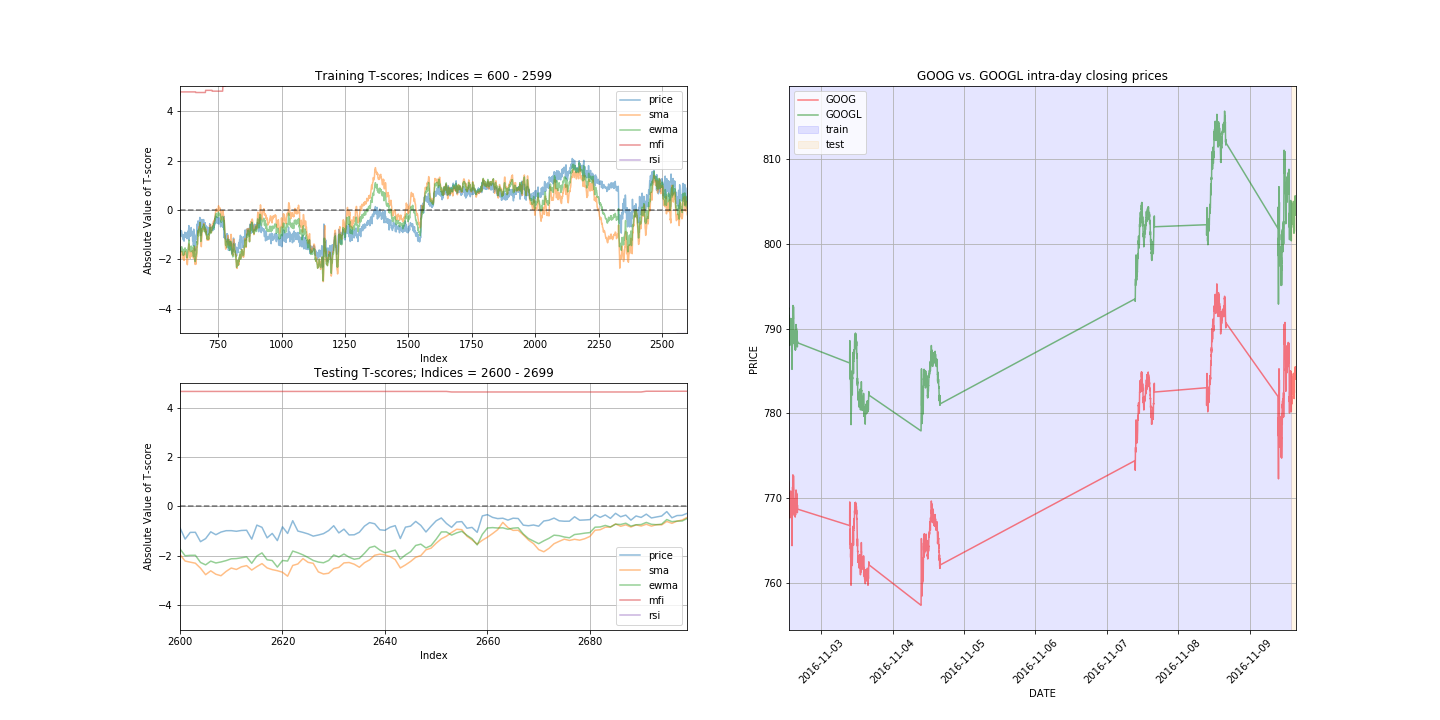 Training T-scores; Indices = 600 - 2599
Absolute Value of T-score
4
2
0
−2
−4
price
sma
ewma
mfi
rsi
750 1000 1250 1500 1750 2000 2250 2500
Index
Testing T-scores; Indices = 2600 - 2699
Absolute Value of T-score
4
2
0
−2
−4
price
sma
ewma
mfi
rsi
2600 2620 2640 2660 2680
Index
GOOG vs. GOOGL intra-day closing prices
GOOG
GOOGL
train
test
PRICE
810
800
790
780
770
760
2016-11-03 2016-11-04 2016-11-05 2016-11-06 2016-11-07 2016-11-08 2016-11-09
DATE